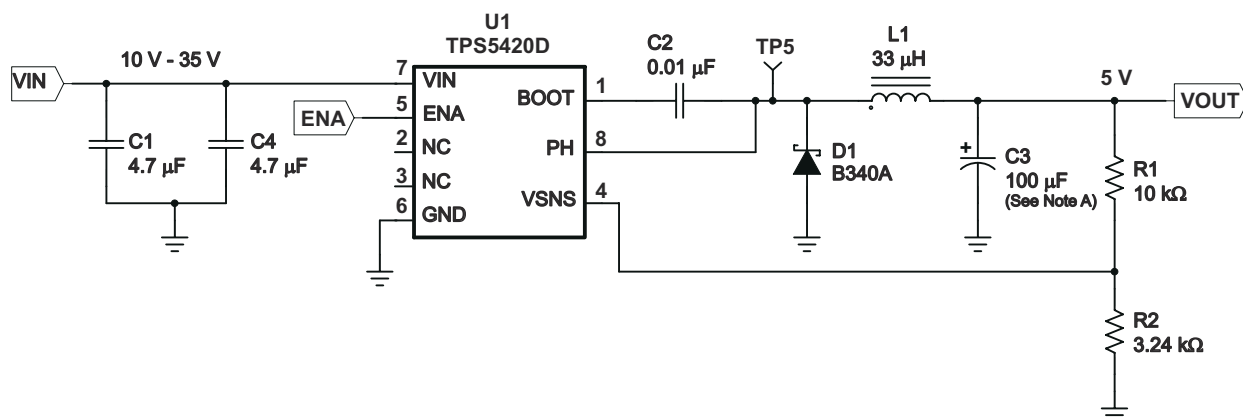 U1
TPS5420D
VIN
10 V - 35 V
C1
4.7 µF
C4
4.7 µF
ENA
7
5
2
3
6
VIN
ENA
NC
NC
GND
BOOT
PH
VSNS
1
8
4
C2
0.01 µF
TP5
D1
B340A
L1
33 µH
5 V
VOUT
+
C3
100 µF
(See Note A)
R1
10 kΩ
R2
3.24 kΩ